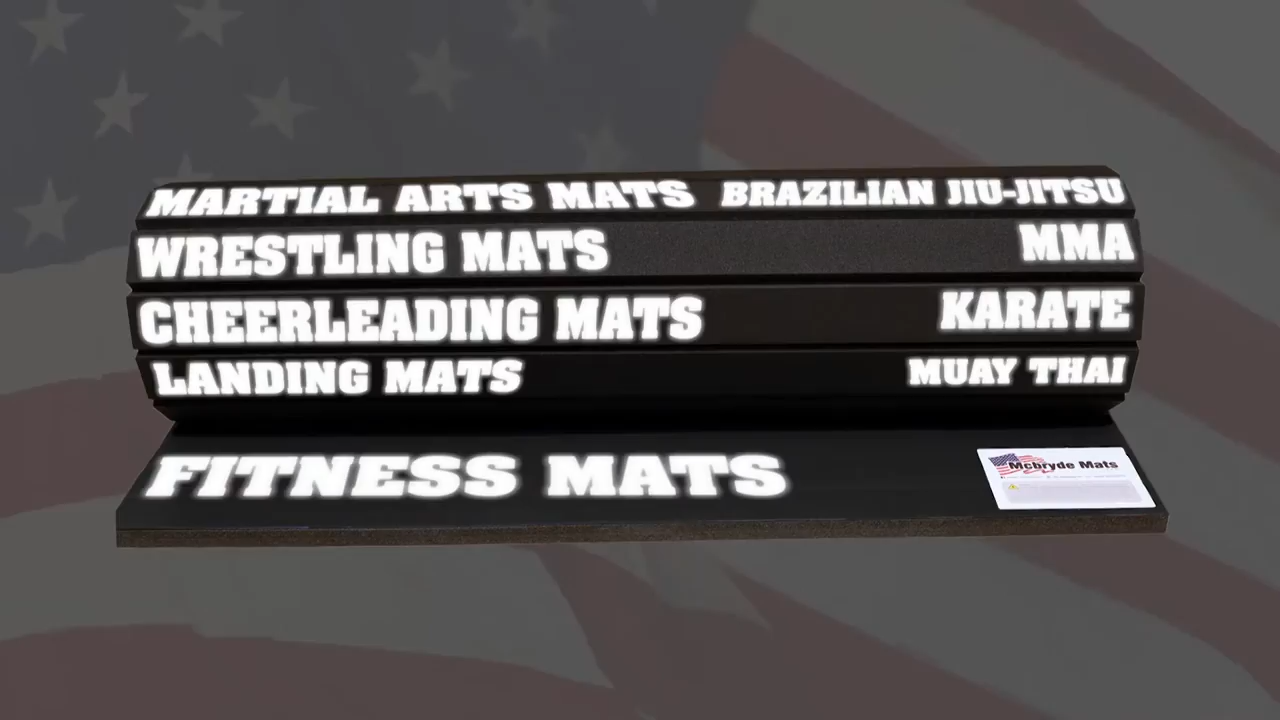 MARTIAL ARTS MATS BRAZILIAN JIU-JITSU
WRESTLING MATS MMA
CHEERLEADING MATS KARATE
LANDING MATS MUAY THAI
FITNESS MATS
Mcbryde Mats